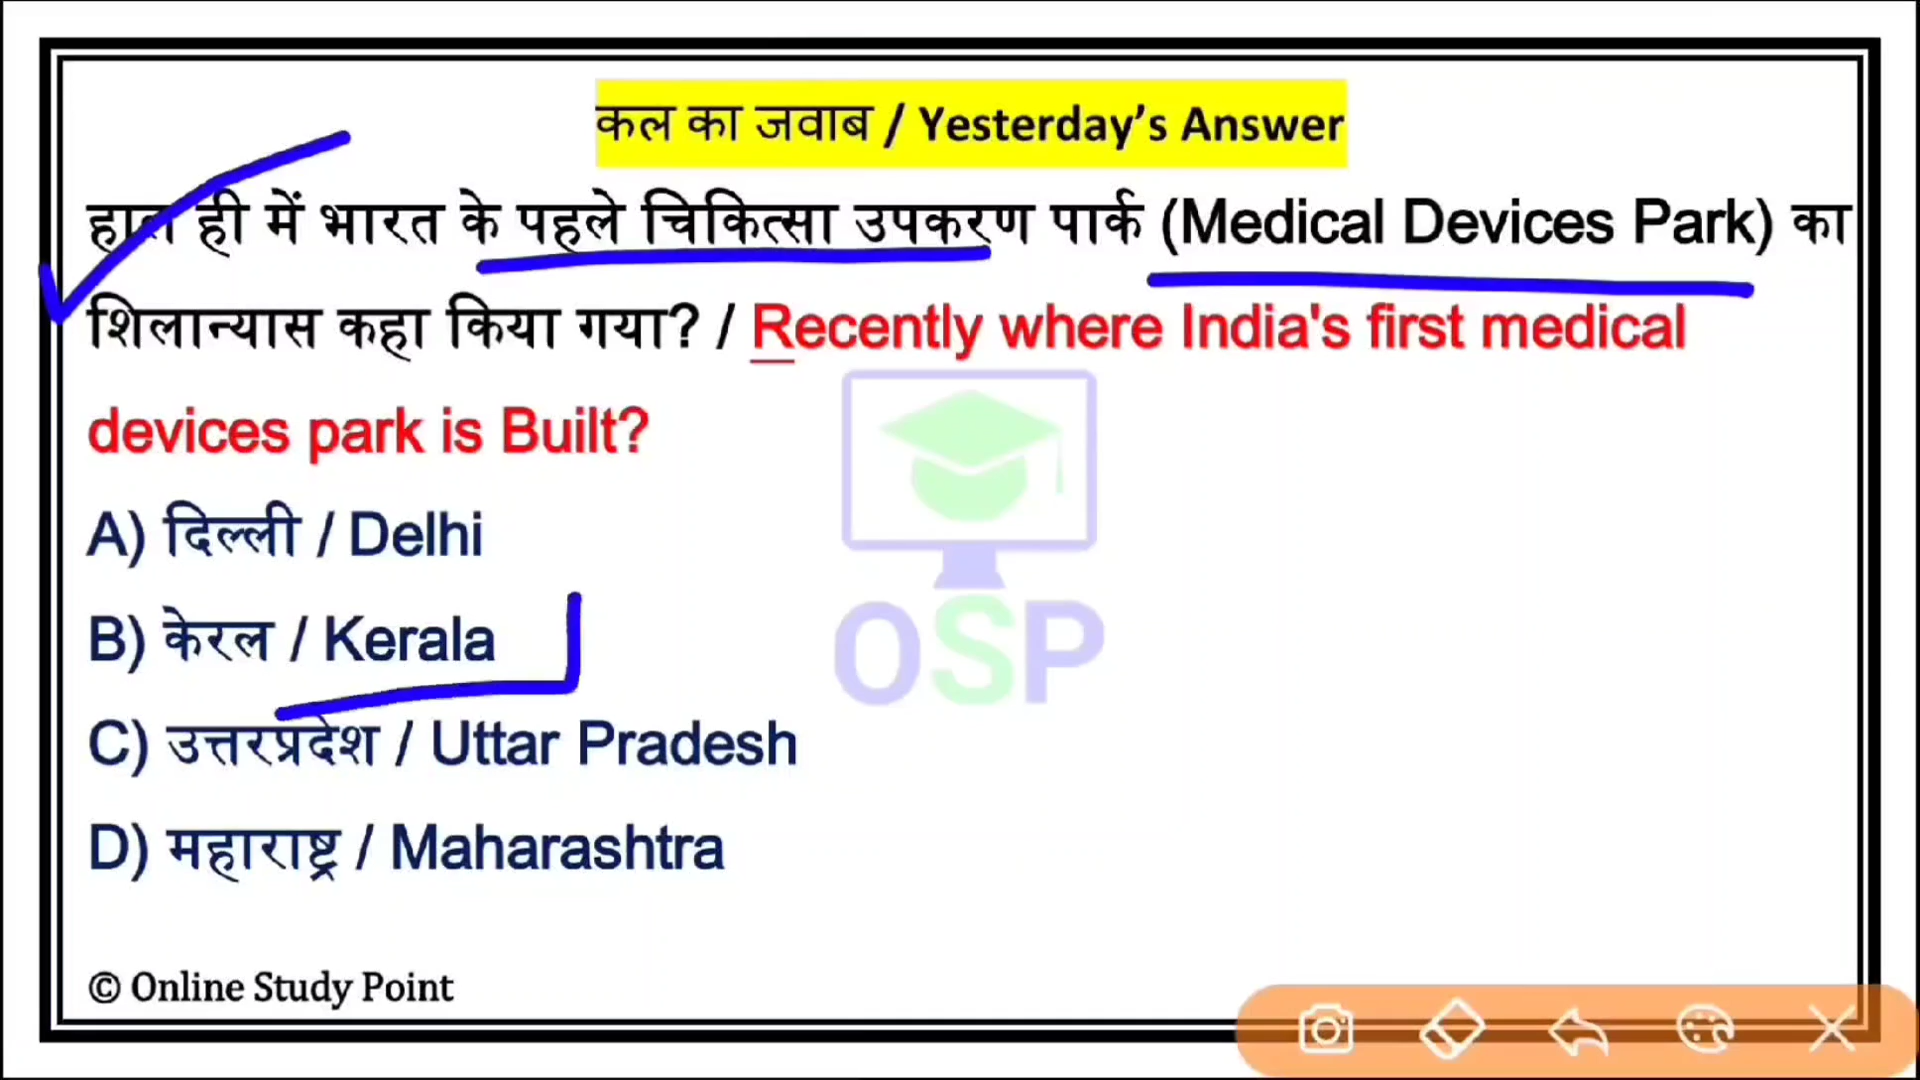 कल का जवाब / Yesterday’s Answer
हाल ही में भारत के पहले चिकित्सा उपकरण पार्क (Medical Devices Park) का
शिलान्यास कहा किया गया? / Recently where India's first medical
devices park is Built?
A) दिल्ली / Delhi
B) केरल / Kerala
C) उत्तरप्रदेश / Uttar Pradesh
D) महाराष्ट्र / Maharashtra
OSP
© Online Study Point